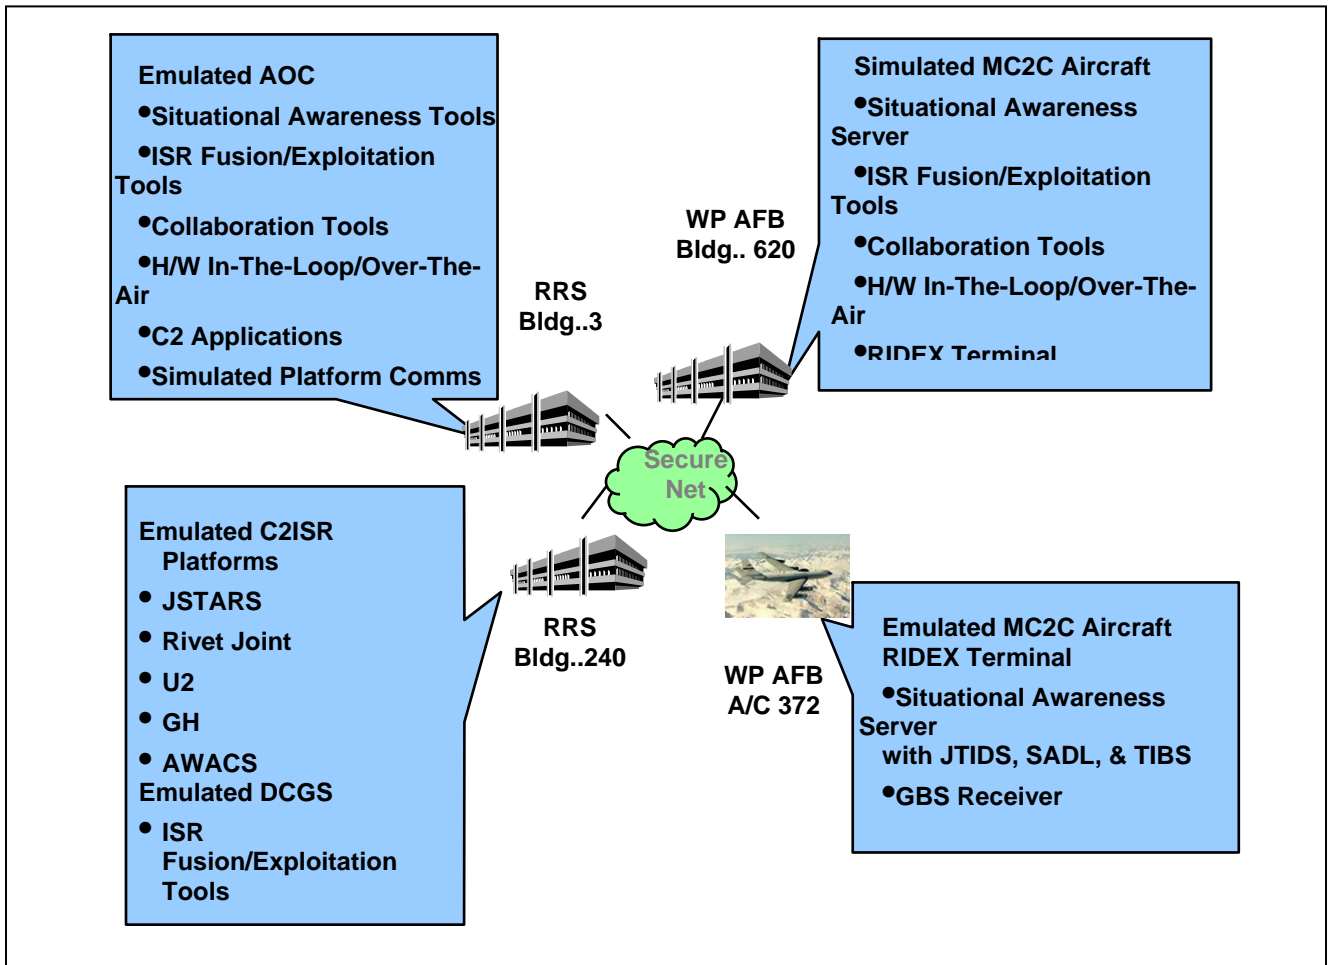 Emulated AOC
•Situational Awareness Tools
•ISR Fusion/Exploitation
Tools
•Collaboration Tools
•H/W In-The-Loop/Over-The-
Air
•C2 Applications
•Simulated Platform Comms
Simulated MC2C Aircraft
•Situational Awareness
Server
•ISR Fusion/Exploitation
Tools
•Collaboration Tools
•H/W In-The-Loop/Over-The-
Air
•RIDEX Terminal
WP AFB
Bldg.. 620
RRS
Bldg..3
Secure
Net
Emulated C2ISR
Platforms
• JSTARS
• Rivet Joint
• U2
• GH
• AWACS
Emulated DCGS
• ISR
Fusion/Exploitation
Tools
RRS
Bldg..240
WP AFB
A/C 372
Emulated MC2C Aircraft
RIDEX Terminal
•Situational Awareness
Server
with JTIDS, SADL, & TIBS
•GBS Receiver